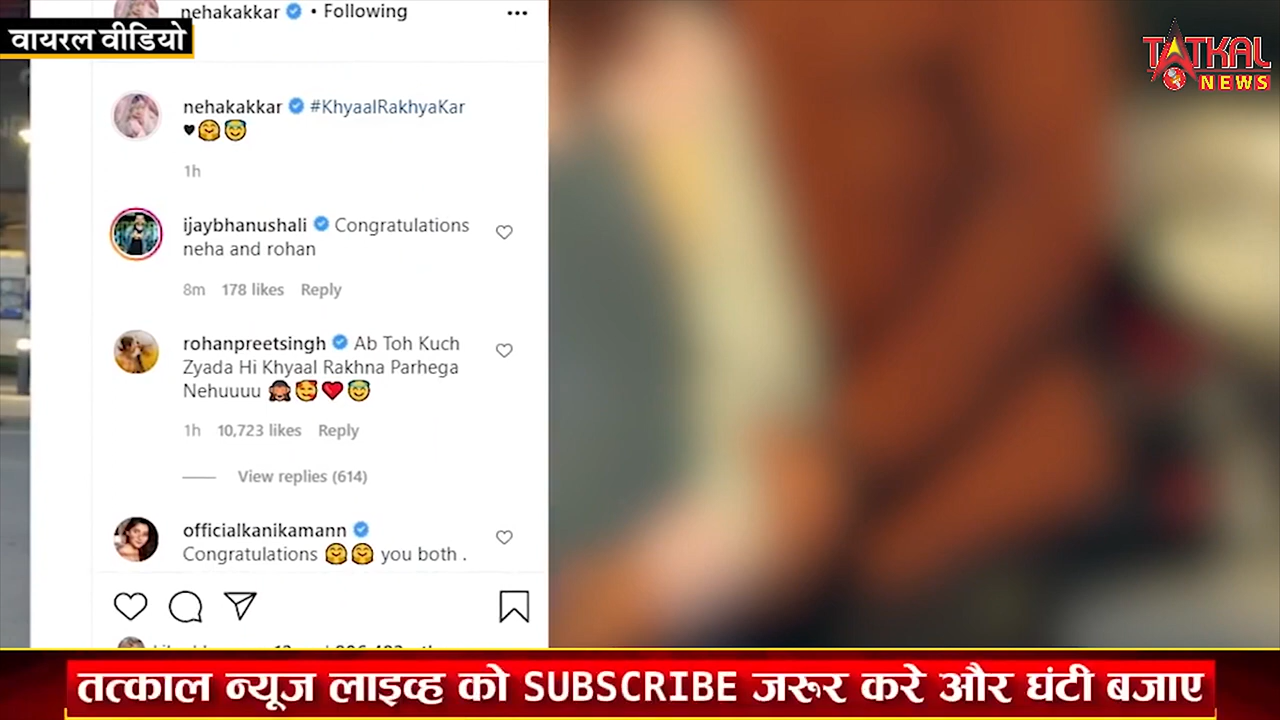 nehakakkar • Following
वायरल वीडियो
TATKAL
NEWS
nehakakkar #KhyaalRakhyaKar
🖤🤗😇
1h
ijaybhanushali Congratulations
neha and rohan
8m 178 likes Reply
rohanpreetsingh Ab Toh Kuch
Zyada Hi Khyaal Rakhna Parhega
Nehuuuu 🙈🥰❤️😇
1h 10,723 likes Reply
View replies (614)
officialkanikamann
Congratulations 🤗🤗 you both .
तत्काल न्यूज लाइव्ह को SUBSCRIBE जरुर करे और घंटी बजाए